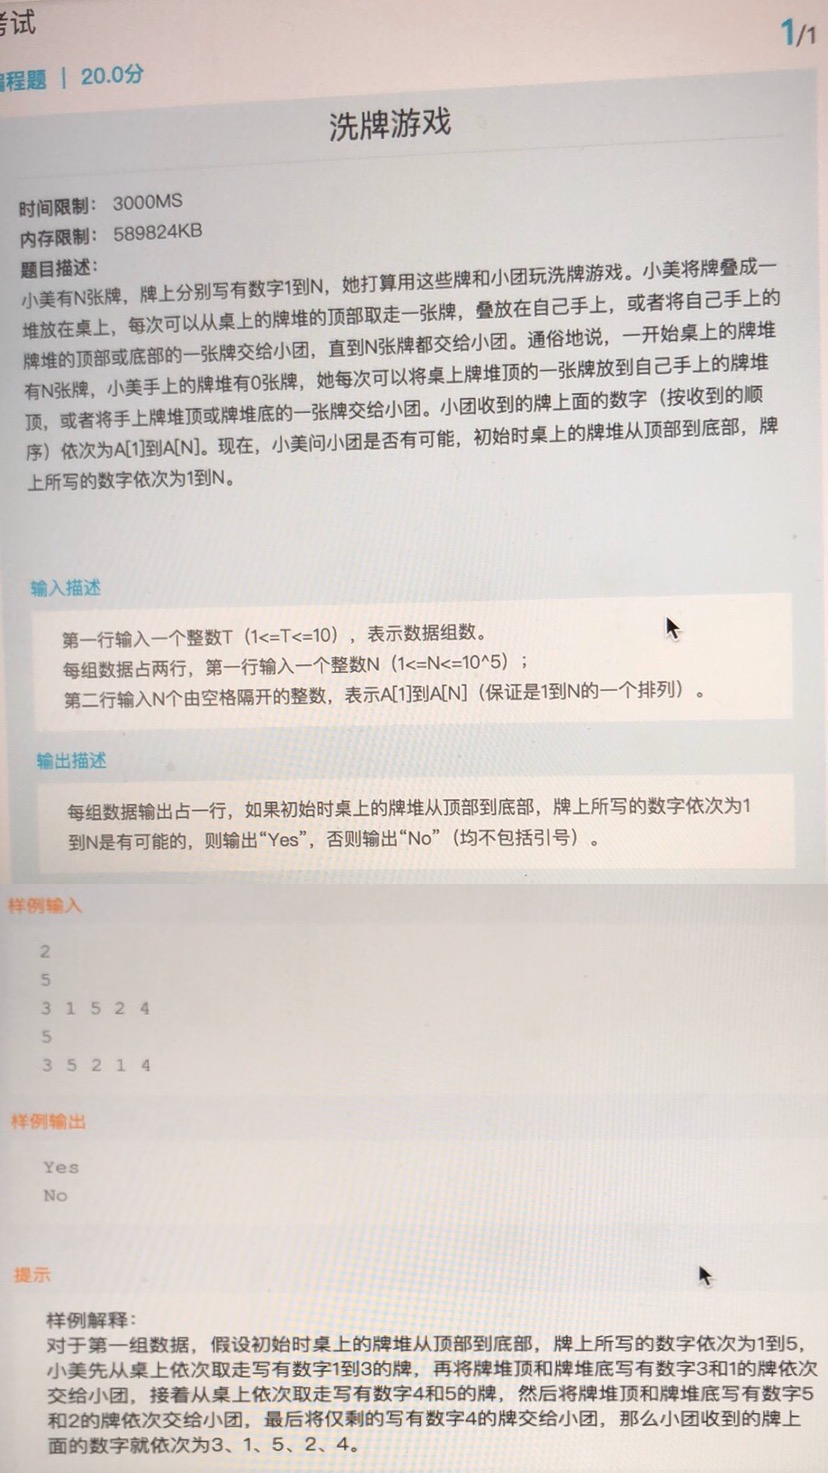 考试
1/1
编程题 | 20.0分
洗牌游戏
时间限制： 3000MS
内存限制： 589824KB
题目描述：
小美有N张牌，牌上分别写有数字1到N，她打算用这些牌和小团玩洗牌游戏。小美将牌叠成一
堆放在桌上，每次可以从桌上的牌堆的顶部取走一张牌，叠放在自己手上，或者将自己手上的
牌堆的顶部或底部的一张牌交给小团，直到N张牌都交给小团。通俗地说，一开始桌上的牌堆
有N张牌，小美手上的牌堆有0张牌，她每次可以将桌上牌堆顶的一张牌放到自己手上的牌堆
顶，或者将手上牌堆顶或牌堆底的一张牌交给小团。小团收到的牌上面的数字（按收到的顺
序）依次为A[1]到A[N]。现在，小美问小团是否有可能，初始时桌上的牌堆从顶部到底部，牌
上所写的数字依次为1到N。
输入描述
第一行输入一个整数T（1<=T<=10），表示数据组数。
每组数据占两行，第一行输入一个整数N（1<=N<=10^5）；
第二行输入N个由空格隔开的整数，表示A[1]到A[N]（保证是1到N的一个排列）。
输出描述
每组数据输出占一行，如果初始时桌上的牌堆从顶部到底部，牌上所写的数字依次为1
到N是有可能的，则输出“Yes”，否则输出“No”（均不包括引号）。
样例输入
2
5
3 1 5 2 4
5
3 5 2 1 4
样例输出
Yes
No
提示
样例解释：
对于第一组数据，假设初始时桌上的牌堆从顶部到底部，牌上所写的数字依次为1到5，
小美先从桌上依次取走写有数字1到3的牌，再将牌堆顶和牌堆底写有数字3和1的牌依次
交给小团，接着从桌上依次取走写有数字4和5的牌，然后将牌堆顶和牌堆底写有数字5
和2的牌依次交给小团，最后将仅剩的写有数字4的牌交给小团，那么小团收到的牌上
面的数字就依次为3、1、5、2、4。